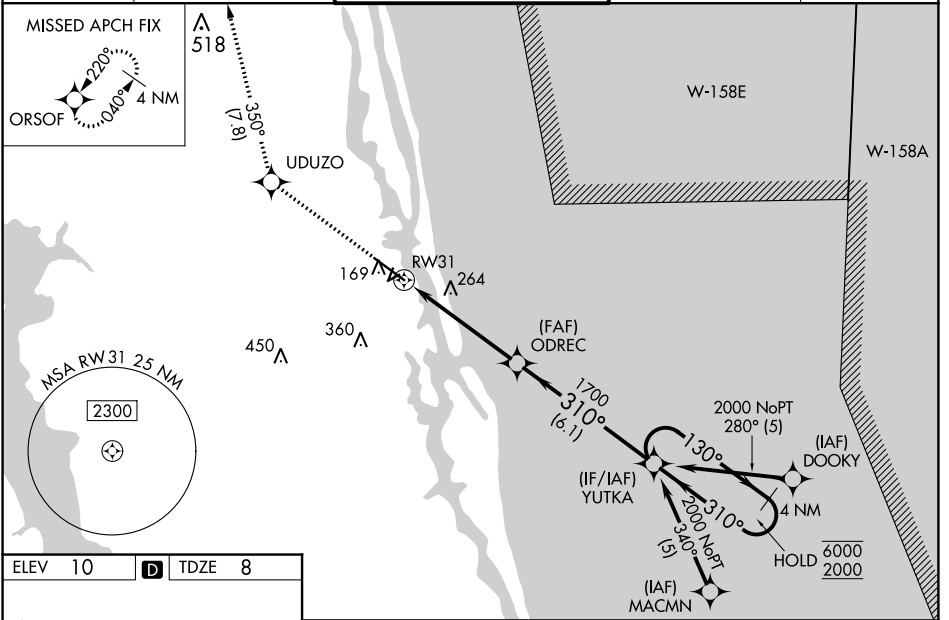 MISSED APCH FIX
220°
040°
4 NM
ORSOF
518
350°
(7.8)
UDUZO
W-158E
W-158A
169
RW31
264
360
450
(FAF)
ODREC
1700
310°
(6.1)
MSA RW31 25 NM
2300
2000 NoPT
280° (5)
(IAF)
DOOKY
130°
(IF/IAF)
YUTKA
310°
4 NM
2000 NoPT
340°
(5)
HOLD
6000
2000
(IAF)
MACMN
ELEV 10 D TDZE 8